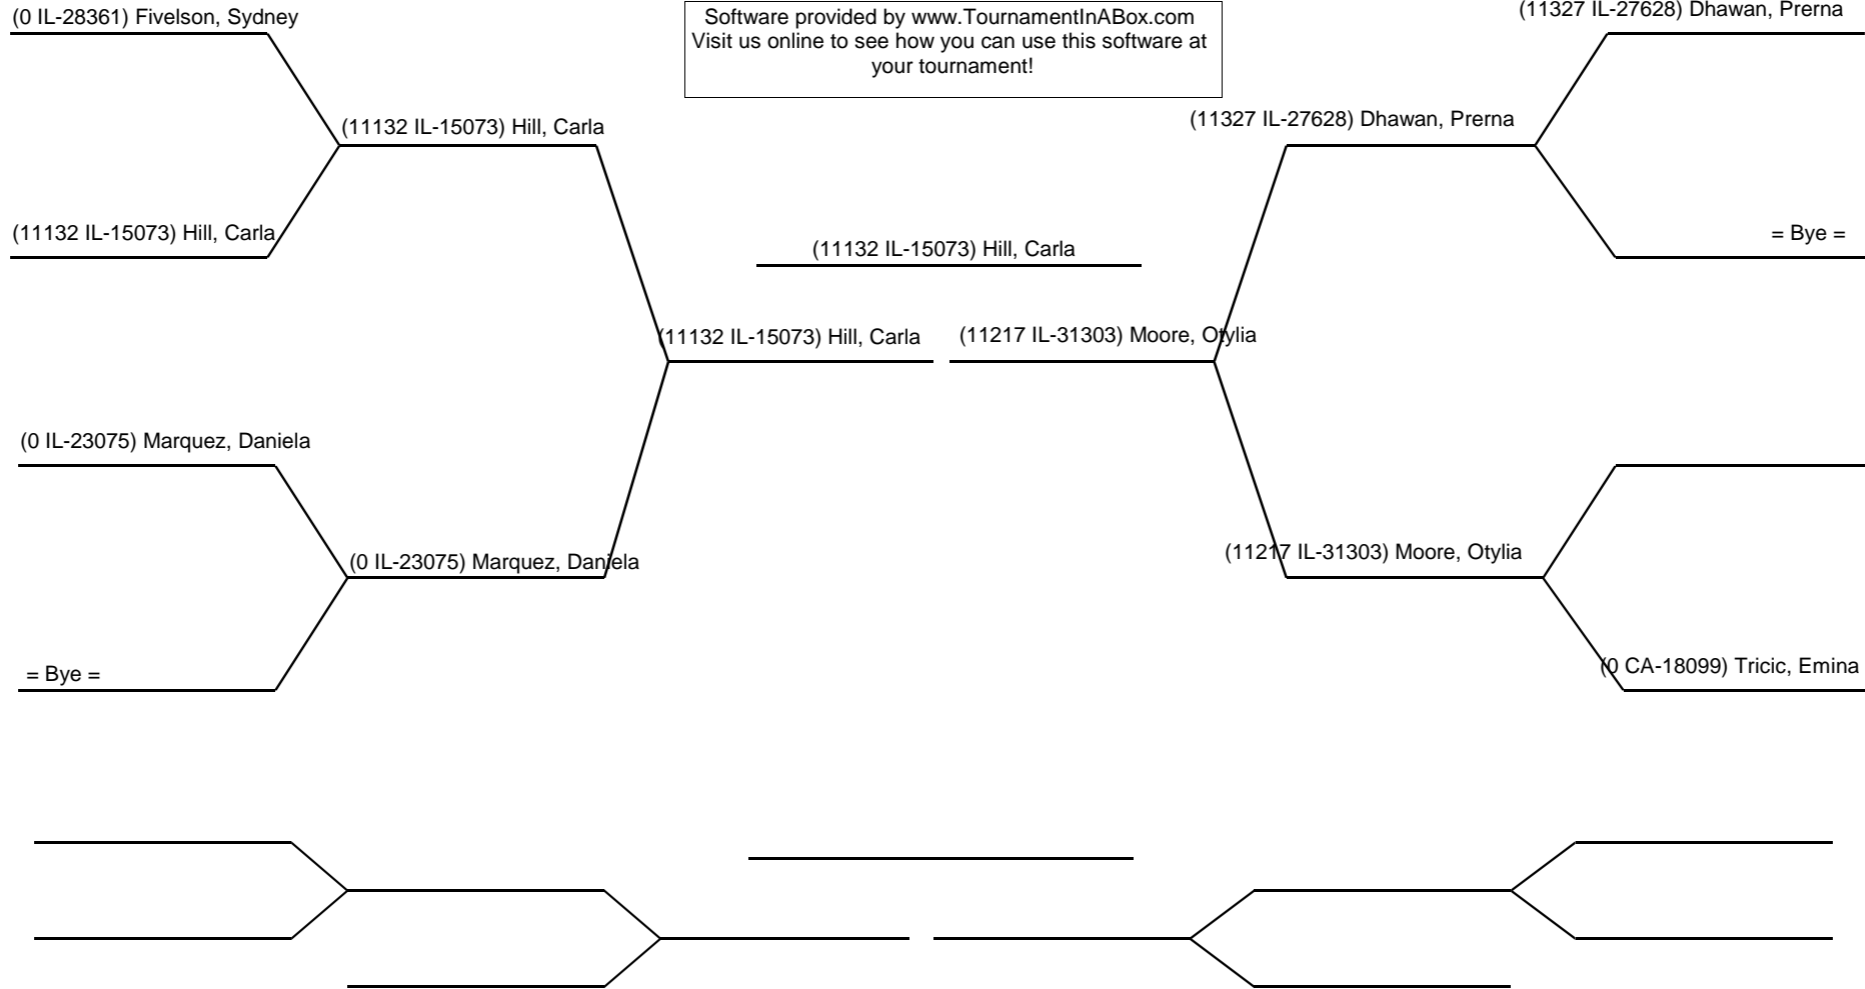 (0 IL-28361) Fivelson, Sydney
Software provided by www.TournamentInABox.com
Visit us online to see how you can use this software at
your tournament!
(11327 IL-27628) Dhawan, Prerna
(11132 IL-15073) Hill, Carla
(11327 IL-27628) Dhawan, Prerna
(11132 IL-15073) Hill, Carla
(11132 IL-15073) Hill, Carla
= Bye =
(11132 IL-15073) Hill, Carla
(11217 IL-31303) Moore, Otylia
(0 IL-23075) Marquez, Daniela
(0 IL-23075) Marquez, Daniela
(11217 IL-31303) Moore, Otylia
= Bye =
(0 CA-18099) Tricic, Emina